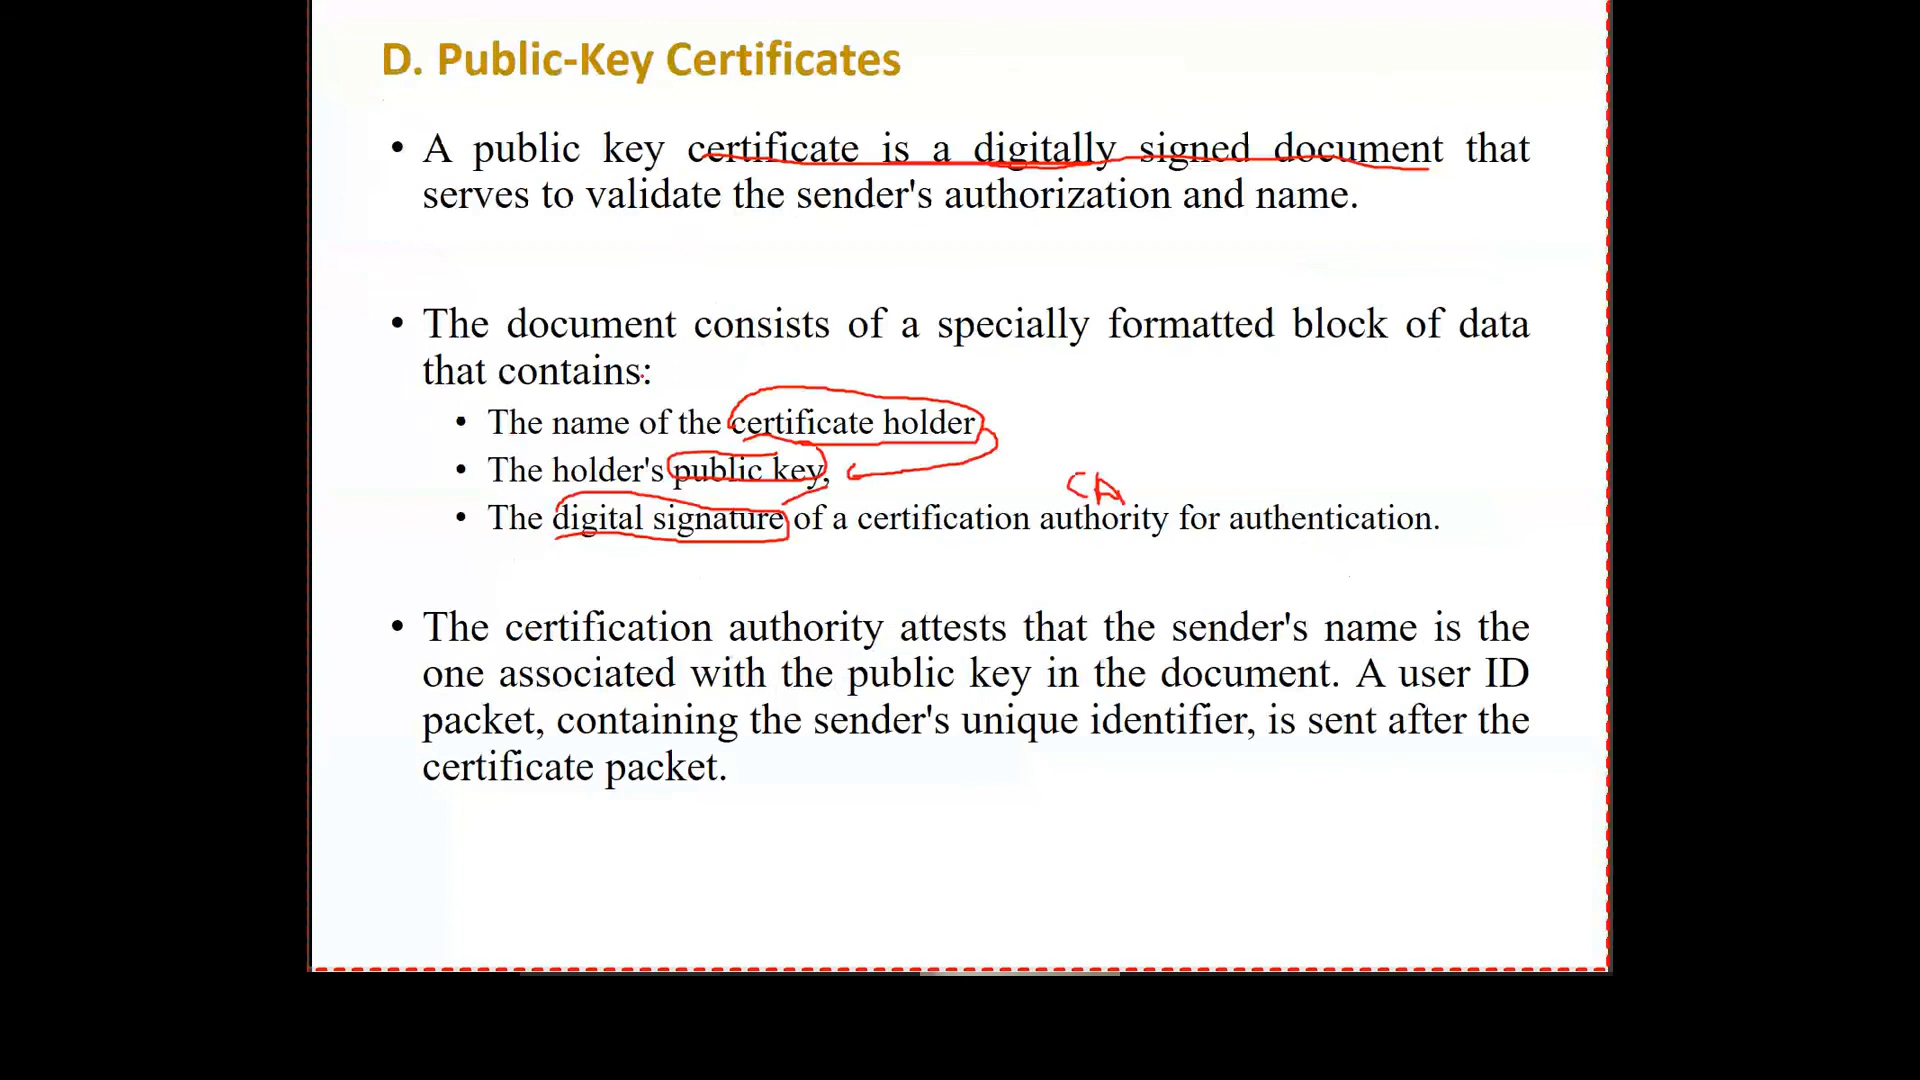 D. Public-Key Certificates
• A public key certificate is a digitally signed document that
serves to validate the sender's authorization and name.
• The document consists of a specially formatted block of data
that contains:
• The name of the certificate holder
• The holder's public key,
CA
• The digital signature of a certification authority for authentication.
• The certification authority attests that the sender's name is the
one associated with the public key in the document. A user ID
packet, containing the sender's unique identifier, is sent after the
certificate packet.